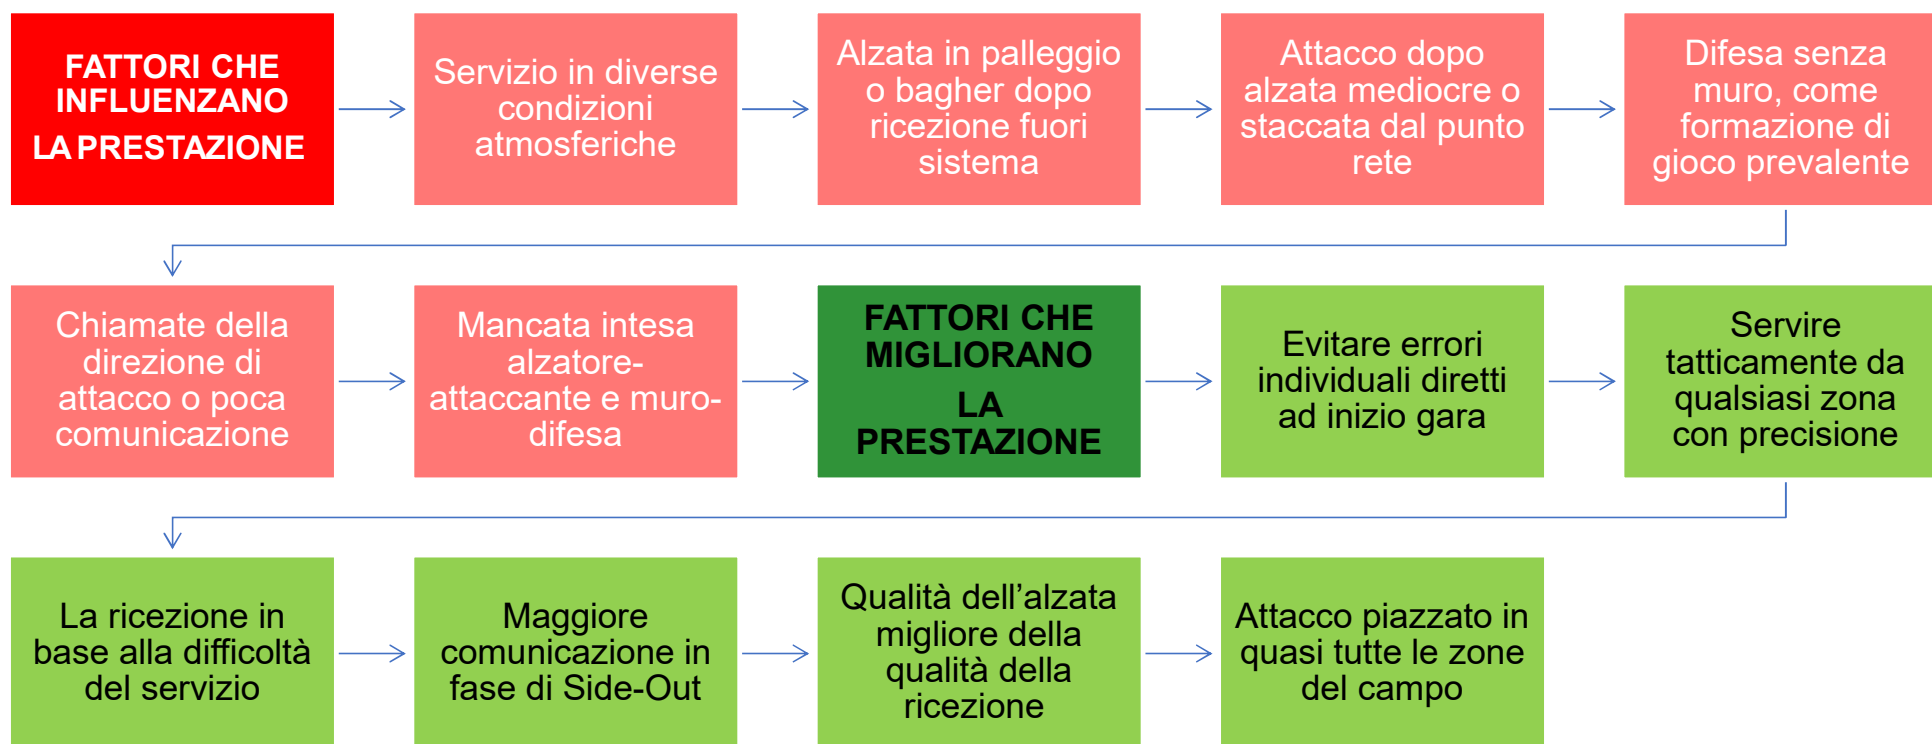 FATTORI CHE
INFLUENZANO
LA PRESTAZIONE
Servizio in diverse
condizioni
atmosferiche
Alzata in palleggio
o bagher dopo
ricezione fuori
sistema
Attacco dopo
alzata mediocre o
staccata dal punto
rete
Difesa senza
muro, come
formazione di
gioco prevalente
Chiamate della
direzione di
attacco o poca
comunicazione
Mancata intesa
alzatore-
attaccante e muro-
difesa
FATTORI CHE
MIGLIORANO
LA
PRESTAZIONE
Evitare errori
individuali diretti
ad inizio gara
Servire
tatticamente da
qualsiasi zona
con precisione
La ricezione in
base alla difficoltà
del servizio
Maggiore
comunicazione in
fase di Side-Out
Qualità dell’alzata
migliore della
qualità della
ricezione
Attacco piazzato in
quasi tutte le zone
del campo